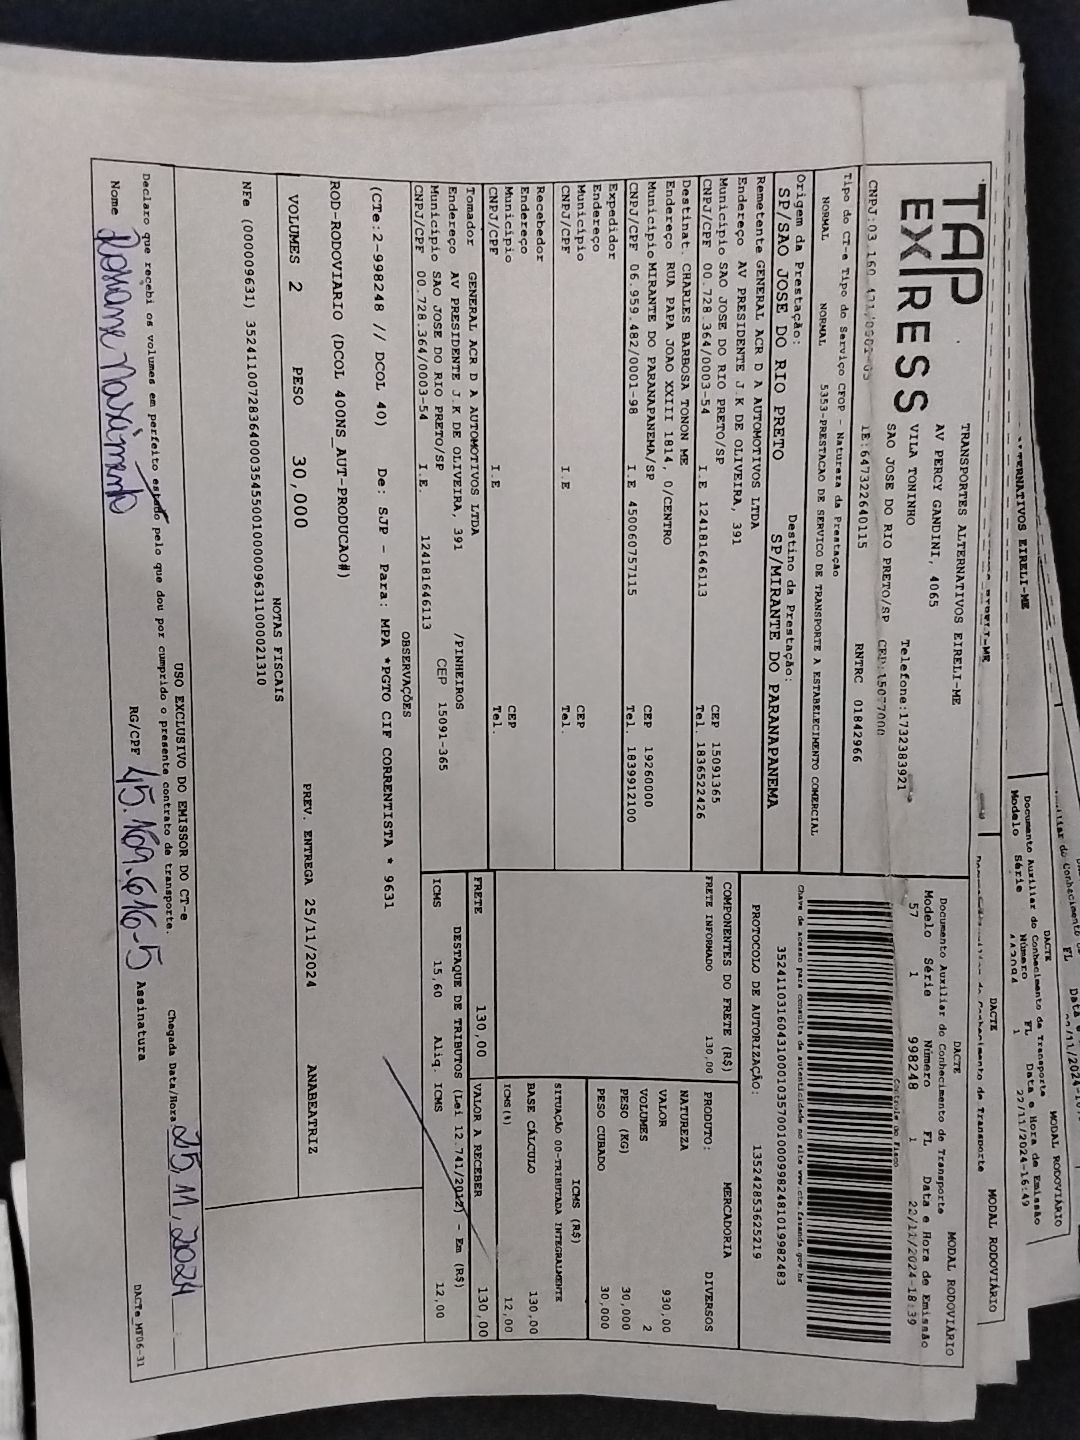 TAP
EXPRESS
TRANSPORTES ALTERNATIVOS EIRELI-ME
AV PERCY GANDINI, 4065
VILA TONINHO
SAO JOSE DO RIO PRETO/SP CEP:15077000
Telefone:1732383921
IE:647322640115
RNTRC 01842966
DACTE
MODAL RODOVIÁRIO
Documento Auxiliar do Conhecimento de Transporte
Modelo Série Número FL Data e Hora de Emissão
57 1 998248 1 22/11/2024-18:39
Controle do Fisco
Tipo do CT-e Tipo do Serviço CFOP - Natureza da Prestação
NORMAL NORMAL 5353-PRESTACAO DE SERVICO DE TRANSPORTE A ESTABELECIMENTO COMERCIAL
Chave de acesso para consulta de autenticidade no site www.cte.fazenda.gov.br
35241103160431000103570010009982481019982483
Origem da Prestação: Destino da Prestação:
SP/SAO JOSE DO RIO PRETO SP/MIRANTE DO PARANAPANEMA
PROTOCOLO DE AUTORIZAÇÃO: 135242853625219
Remetente GENERAL ACR D A AUTOMOTIVOS LTDA
Endereço AV PRESIDENTE J.K DE OLIVEIRA, 391
Município SAO JOSE DO RIO PRETO/SP CEP 15091365
CNPJ/CPF 00.728.364/0003-54 I.E 124181646113 Tel. 1836522426
Destinat. CHARLES BARBOSA TONON ME
Endereço RUA PAPA JOAO XXIII 1814, 0/CENTRO
Município MIRANTE DO PARANAPANEMA/SP CEP 19260000
CNPJ/CPF 06.959.482/0001-98 I.E 450060757115 Tel. 1839912100
Expedidor
Endereço
Município CEP
CNPJ/CPF I.E Tel.
Recebedor
Endereço
Município CEP
CNPJ/CPF I.E Tel.
Tomador GENERAL ACR D A AUTOMOTIVOS LTDA
Endereço AV PRESIDENTE J.K DE OLIVEIRA, 391 /PINHEIROS
Município SAO JOSE DO RIO PRETO/SP CEP 15091-365
CNPJ/CPF 00.728.364/0003-54 I.E. 124181646113
COMPONENTES DO FRETE (R$)
FRETE INFORMADO 130,00
PRODUTO: MERCADORIA
NATUREZA DIVERSOS
VALOR 930,00
VOLUMES 2
PESO (KG) 30,000
PESO CUBADO 30,000
ICMS (R$)
SITUAÇÃO 00-TRIBUTADA INTEGRALMENTE
BASE CÁLCULO 130,00
ICMS(%) 12,00
FRETE 130,00 VALOR A RECEBER 130,00
DESTAQUE DE TRIBUTOS (Lei 12.741/2012) - Em (R$)
ICMS 15,60 Aliq. ICMS 12,00
OBSERVAÇÕES
(CTe:2-998248 // DCOL 40) De: SJP - Para: MPA *PGTO CIF CORRENTISTA * 9631
ROD-RODOVIARIO (DCOL 400NS_AUT-PRODUCAO#)
VOLUMES 2 PESO 30,000 PREV. ENTREGA 25/11/2024 ANABEATRIZ
NOTAS FISCAIS
NFe (000009631) 35241100728364000354550010000096311000021310
USO EXCLUSIVO DO EMISSOR DO CT-e
Declaro que recebi os volumes em perfeito estado pelo que dou por cumprido o presente contrato de transporte.
Chegada Data/Hora 25,11,2024
Nome RG/CPF 45.169.616-5 Assinatura
DACTe_MT06-31